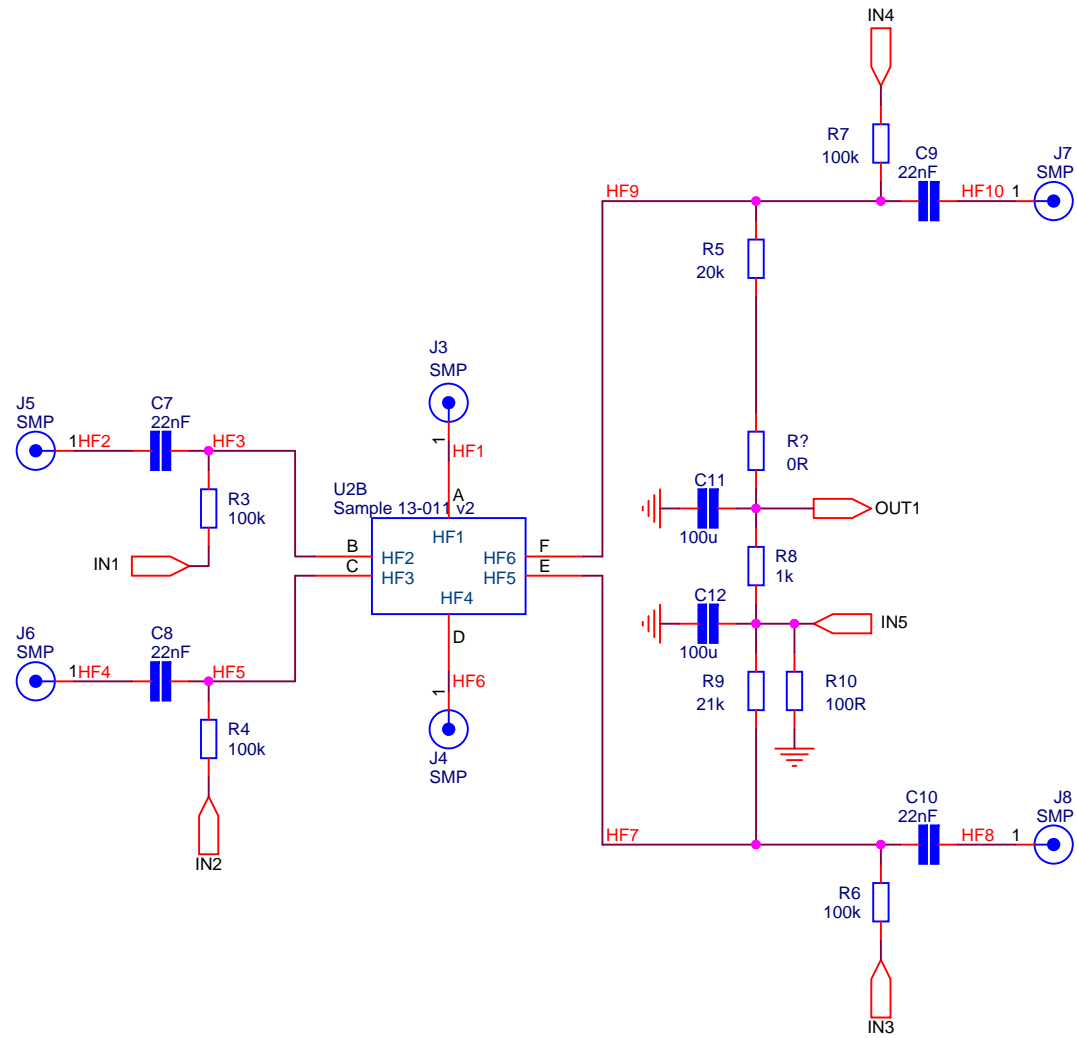 IN4
R7
100k
C9
22nF
J7
SMP
HF9
HF10
1
R5
20k
J3
SMP
J5
SMP
C7
22nF
1
HF2
HF3
1
HF1
R?
0R
R3
100k
U2B
Sample 13-011 v2
A
C11
100u
OUT1
IN1
B
C
HF1
HF2
HF3
HF6
HF5
HF4
F
E
R8
1k
C12
100u
IN5
J6
SMP
C8
22nF
1
HF4
HF5
D
HF6
1
R9
21k
R10
100R
R4
100k
J4
SMP
IN2
HF7
C10
22nF
HF8
1
J8
SMP
R6
100k
IN3